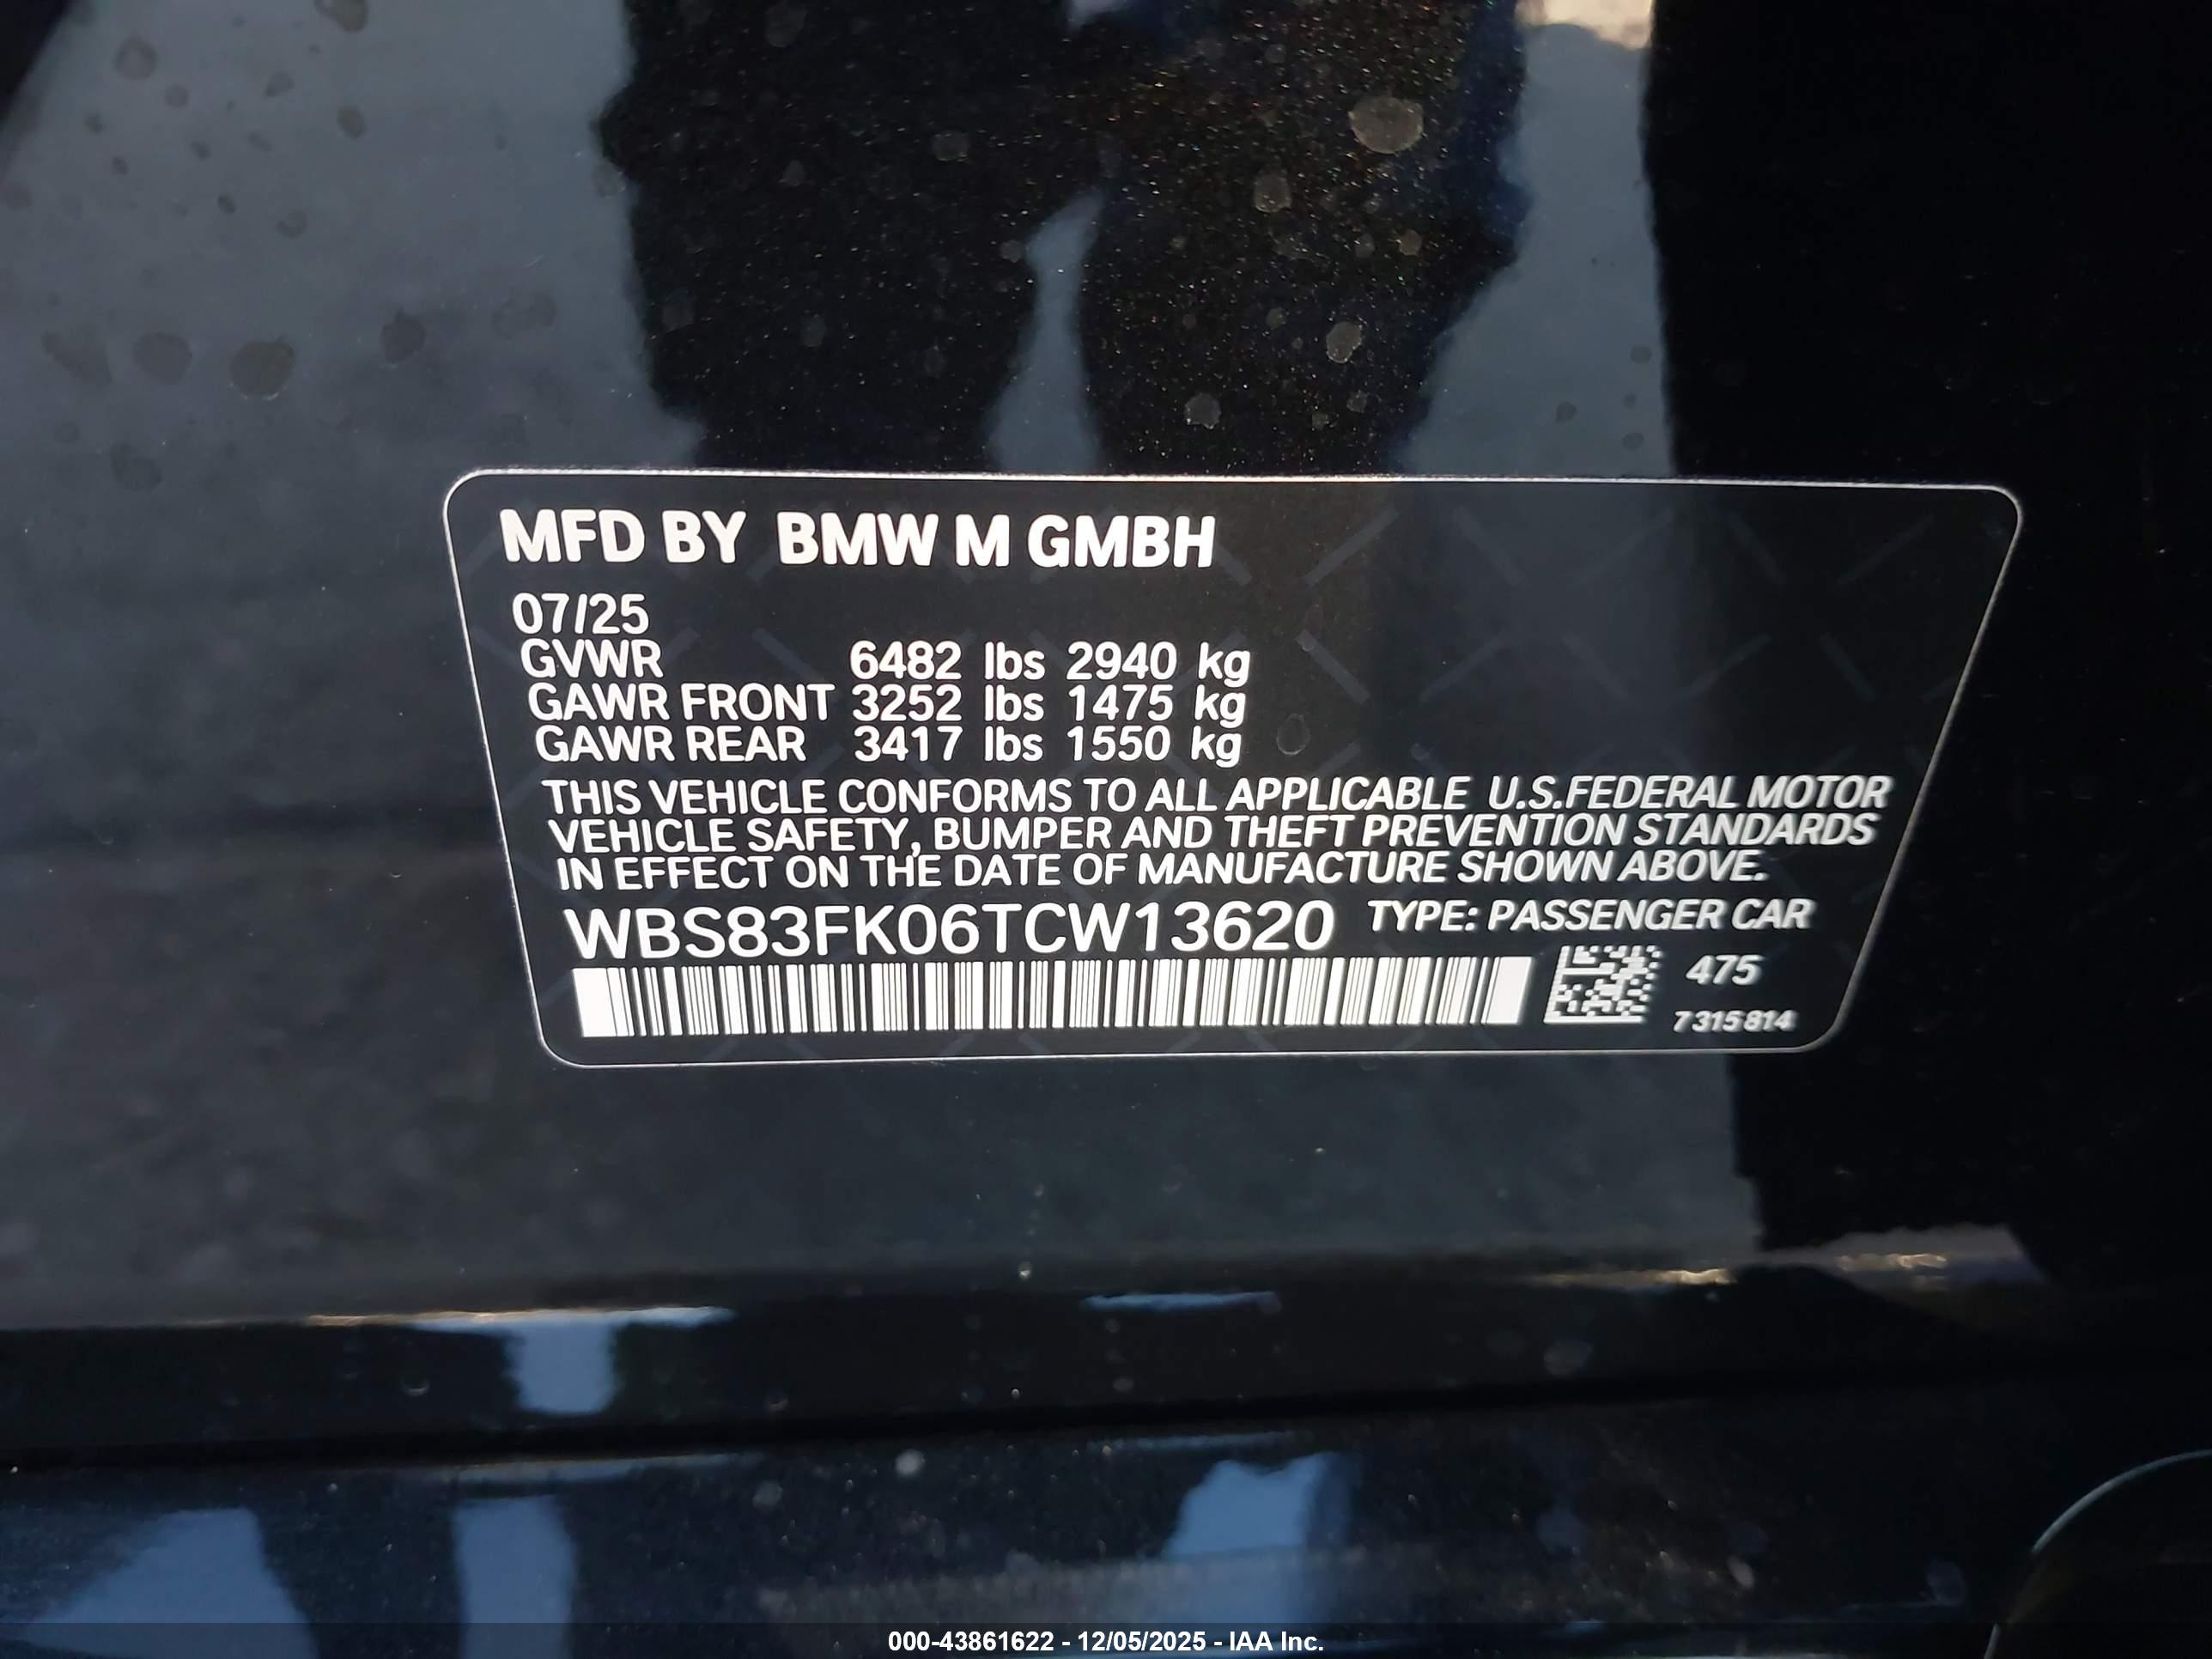 MFD BY BMW M GMBH
07/25
GVWR 6482 lbs 2940 kg
GAWR FRONT 3252 lbs 1475 kg
GAWR REAR 3417 lbs 1550 kg
THIS VEHICLE CONFORMS TO ALL APPLICABLE U.S.FEDERAL MOTOR
VEHICLE SAFETY, BUMPER AND THEFT PREVENTION STANDARDS
IN EFFECT ON THE DATE OF MANUFACTURE SHOWN ABOVE.
WBS83FK06TCW13620 TYPE: PASSENGER CAR
475
7315814
000-43861622 - 12/05/2025 - IAA Inc.